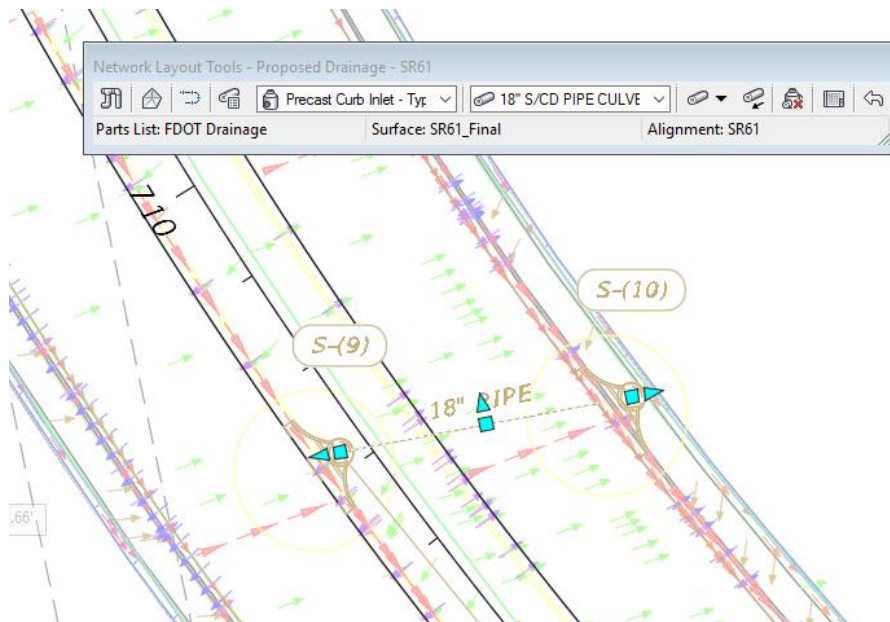 Network Layout Tools - Proposed Drainage - SR61
Precast Curb Inlet - Typ
18" S/CD PIPE CULVE
Parts List: FDOT Drainage
Surface: SR61_Final
Alignment: SR61
710
S-(10)
S-(9)
18" PIPE
.66'